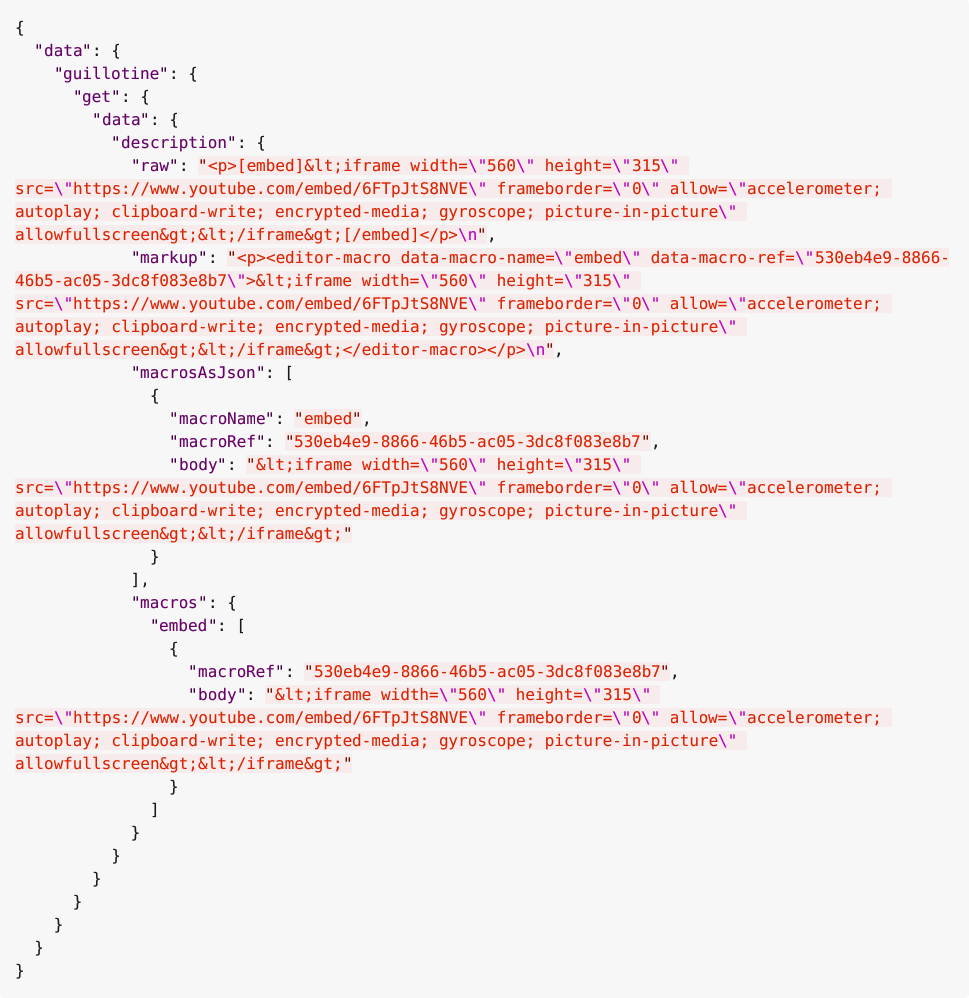 {
  "data": {
    "guillotine": {
      "get": {
        "data": {
          "description": {
            "raw": "<p>[embed]&lt;iframe width=\"560\" height=\"315\"
src=\"https://www.youtube.com/embed/6FTpJtS8NVE\" frameborder=\"0\" allow=\"accelerometer;
autoplay; clipboard-write; encrypted-media; gyroscope; picture-in-picture\"
allowfullscreen&gt;&lt;/iframe&gt;[/embed]</p>\n",
            "markup": "<p><editor-macro data-macro-name=\"embed\" data-macro-ref=\"530eb4e9-8866-
46b5-ac05-3dc8f083e8b7\">&lt;iframe width=\"560\" height=\"315\"
src=\"https://www.youtube.com/embed/6FTpJtS8NVE\" frameborder=\"0\" allow=\"accelerometer;
autoplay; clipboard-write; encrypted-media; gyroscope; picture-in-picture\"
allowfullscreen&gt;&lt;/iframe&gt;</editor-macro></p>\n",
            "macrosAsJson": [
              {
                "macroName": "embed",
                "macroRef": "530eb4e9-8866-46b5-ac05-3dc8f083e8b7",
                "body": "&lt;iframe width=\"560\" height=\"315\"
src=\"https://www.youtube.com/embed/6FTpJtS8NVE\" frameborder=\"0\" allow=\"accelerometer;
autoplay; clipboard-write; encrypted-media; gyroscope; picture-in-picture\"
allowfullscreen&gt;&lt;/iframe&gt;"
              }
            ],
            "macros": {
              "embed": [
                {
                  "macroRef": "530eb4e9-8866-46b5-ac05-3dc8f083e8b7",
                  "body": "&lt;iframe width=\"560\" height=\"315\"
src=\"https://www.youtube.com/embed/6FTpJtS8NVE\" frameborder=\"0\" allow=\"accelerometer;
autoplay; clipboard-write; encrypted-media; gyroscope; picture-in-picture\"
allowfullscreen&gt;&lt;/iframe&gt;"
                }
              ]
            }
          }
        }
      }
    }
  }
}